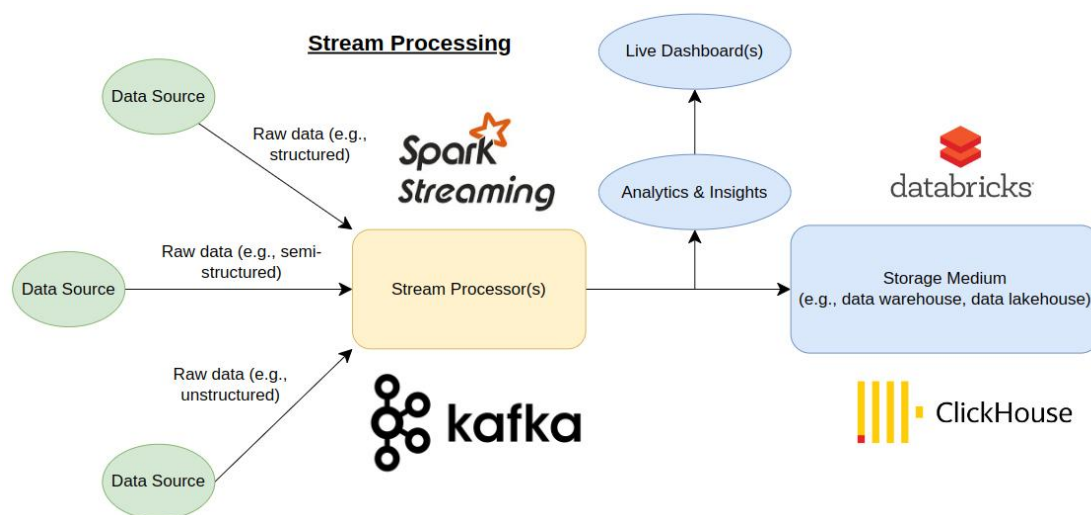 Stream Processing
Live Dashboard(s)
Data Source
Raw data (e.g.,
structured)
Spark
Streaming
Analytics & Insights
databricks
Raw data (e.g., semi-
structured)
Data Source
Stream Processor(s)
Storage Medium
(e.g., data warehouse, data lakehouse)
Raw data (e.g.,
unstructured)
kafka
ClickHouse
Data Source